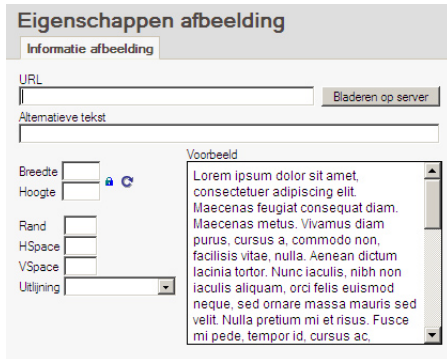 Eigenschappen afbeelding
Informatie afbeelding
URL
Bladeren op server
Alternatieve tekst
Breedte
Hoogte
Rand
HSpace
VSpace
Uitlijning
Voorbeeld
Lorem ipsum dolor sit amet,
consectetuer adipiscing elit.
Maecenas feugiat consequat diam.
Maecenas metus. Vivamus diam
purus, cursus a, commodo non,
facilisis vitae, nulla. Aenean dictum
lacinia tortor. Nunc iaculis, nibh non
iaculis aliquam, orci felis euismod
neque, sed ornare massa mauris sed
velit. Nulla pretium mi et risus. Fusce
mi pede, tempor id, cursus ac,